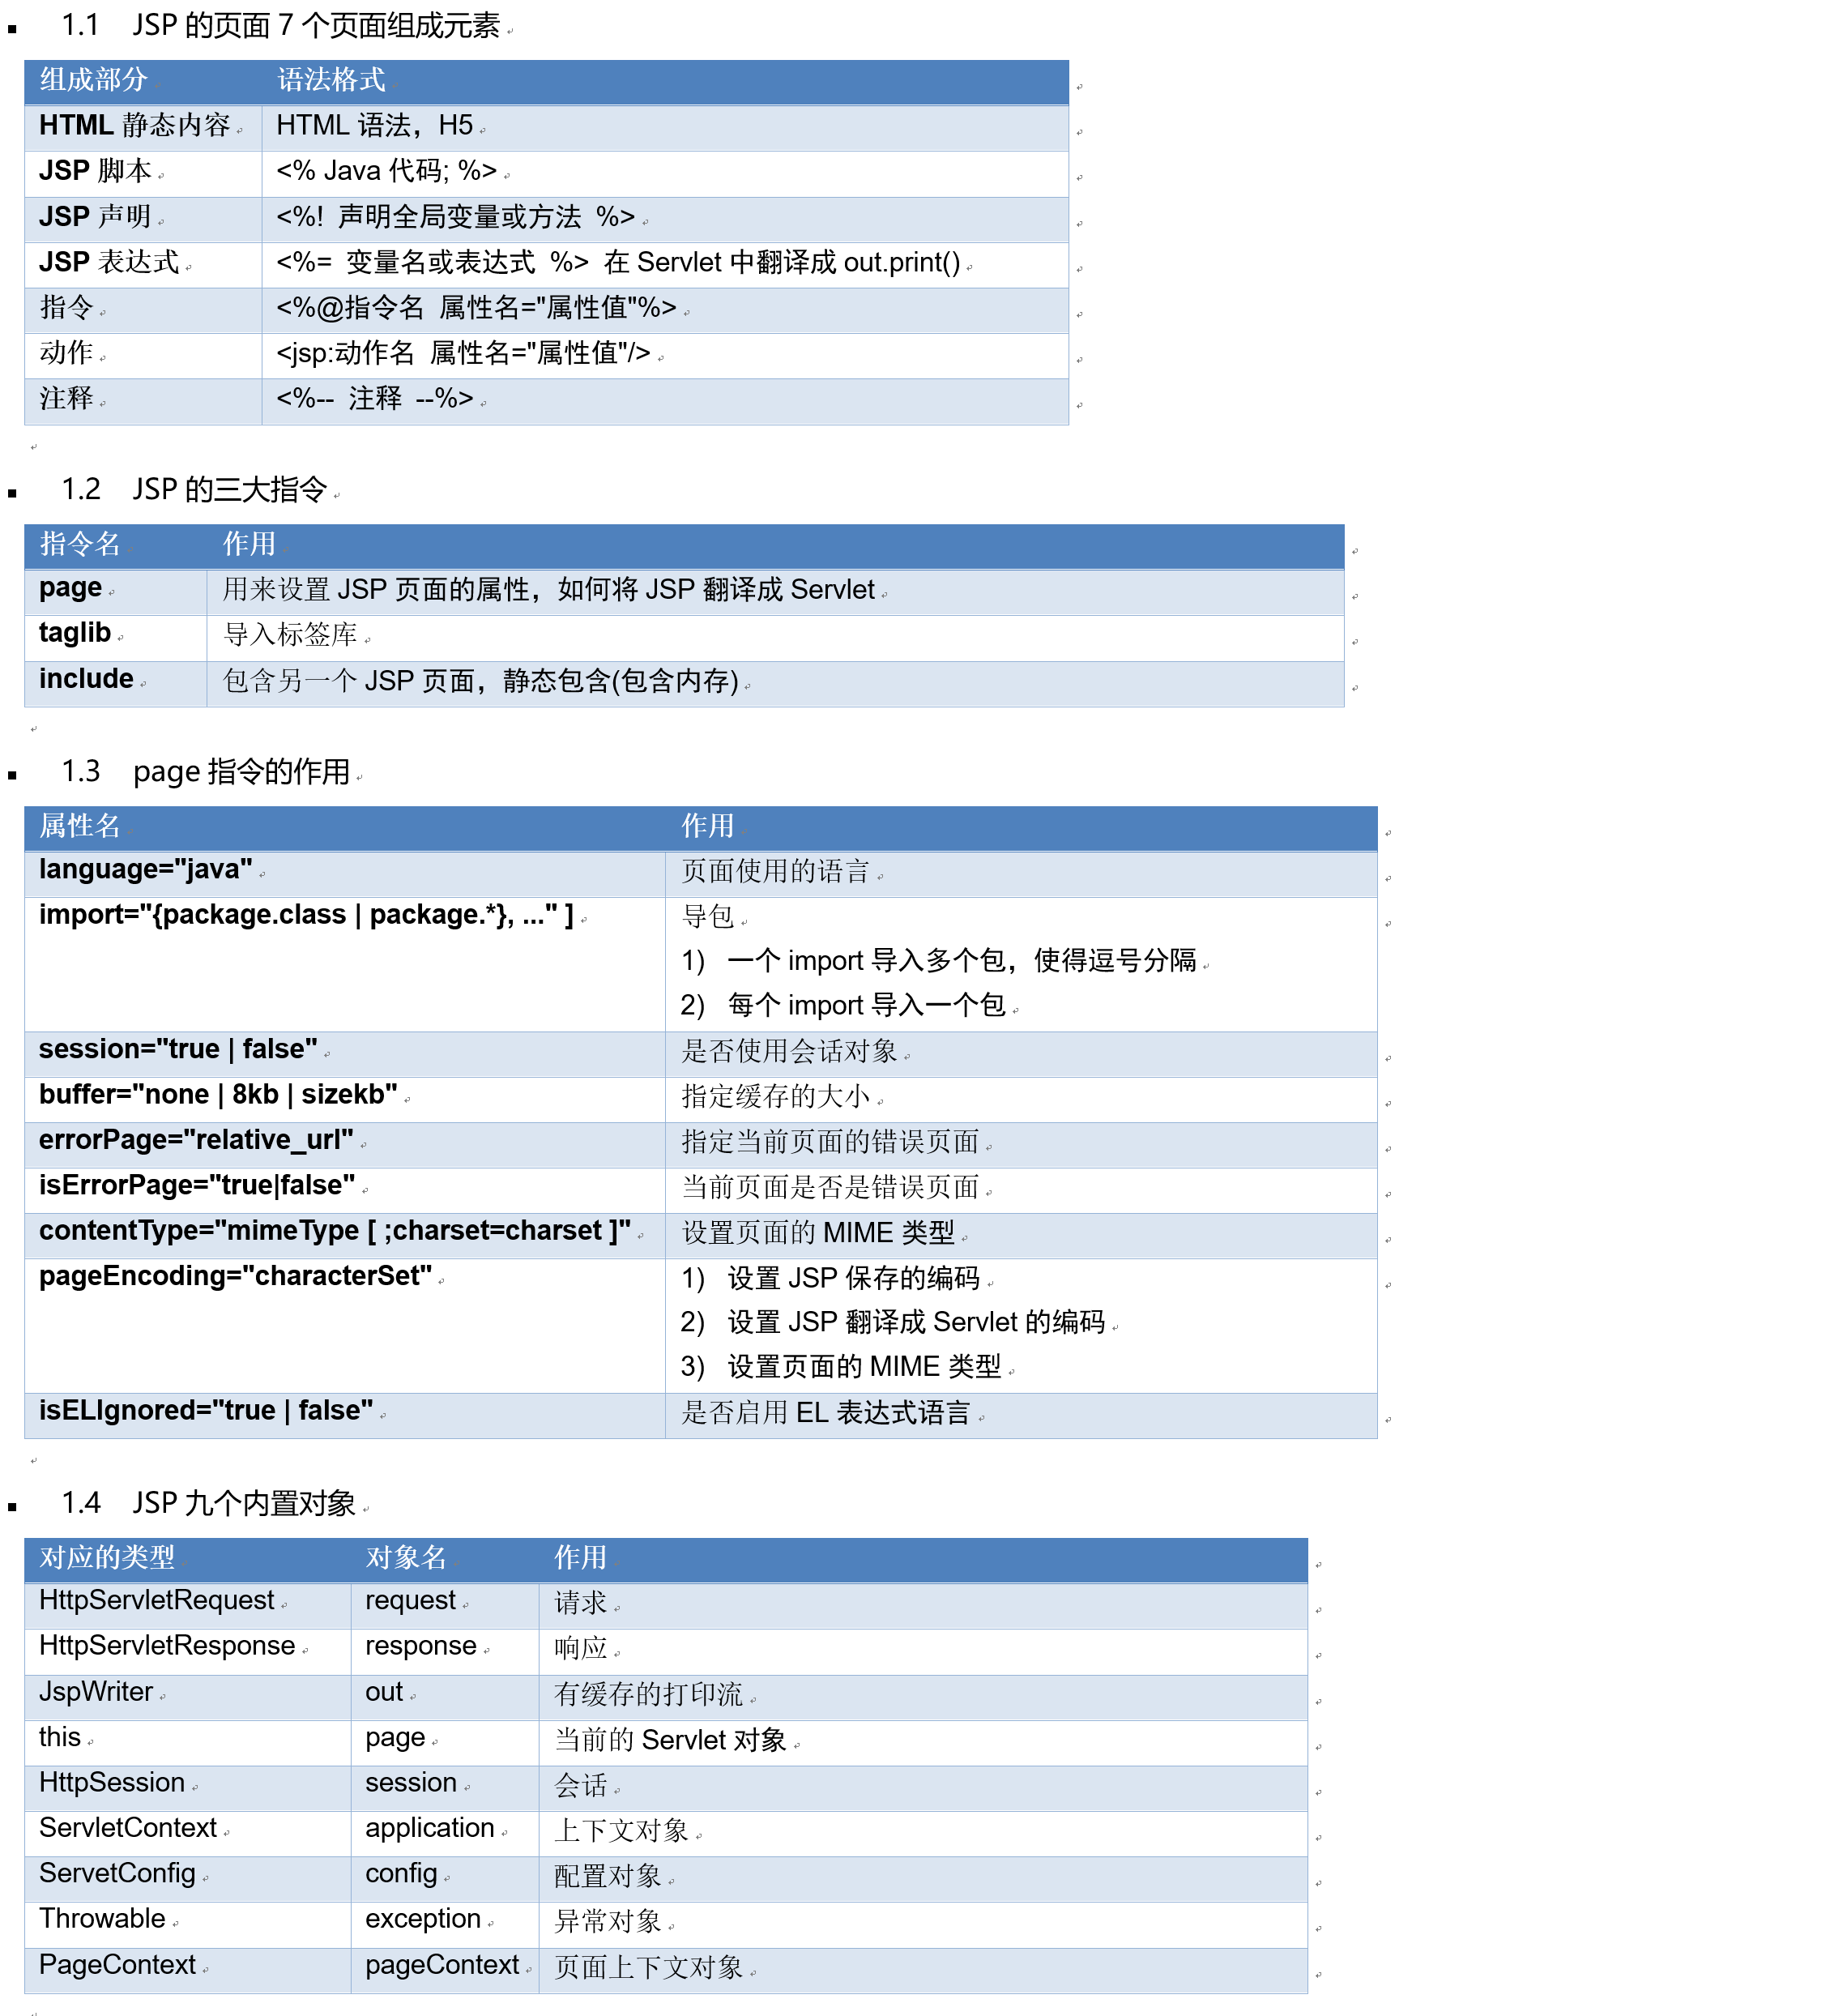 1.1 JSP 的页面 7 个页面组成元素
组成部分 语法格式
HTML 静态内容 HTML 语法，H5
JSP 脚本 <% Java 代码; %>
JSP 声明 <%! 声明全局变量或方法 %>
JSP 表达式 <%= 变量名或表达式 %> 在 Servlet 中翻译成 out.print()
指令 <%@指令名 属性名="属性值"%>
动作 <jsp:动作名 属性名="属性值"/>
注释 <%-- 注释 --%>
1.2 JSP 的三大指令
指令名 作用
page 用来设置 JSP 页面的属性，如何将 JSP 翻译成 Servlet
taglib 导入标签库
include 包含另一个 JSP 页面，静态包含(包含内存)
1.3 page 指令的作用
属性名 作用
language="java" 页面使用的语言
import="{package.class | package.*}, ..." ] 导包
1) 一个 import 导入多个包，使得逗号分隔
2) 每个 import 导入一个包
session="true | false" 是否使用会话对象
buffer="none | 8kb | sizekb" 指定缓存的大小
errorPage="relative_url" 指定当前页面的错误页面
isErrorPage="true|false" 当前页面是否是错误页面
contentType="mimeType [ ;charset=charset ]" 设置页面的 MIME 类型
pageEncoding="characterSet" 1) 设置 JSP 保存的编码
2) 设置 JSP 翻译成 Servlet 的编码
3) 设置页面的 MIME 类型
isELIgnored="true | false" 是否启用 EL 表达式语言
1.4 JSP 九个内置对象
对应的类型 对象名 作用
HttpServletRequest request 请求
HttpServletResponse response 响应
JspWriter out 有缓存的打印流
this page 当前的 Servlet 对象
HttpSession session 会话
ServletContext application 上下文对象
ServetConfig config 配置对象
Throwable exception 异常对象
PageContext pageContext 页面上下文对象